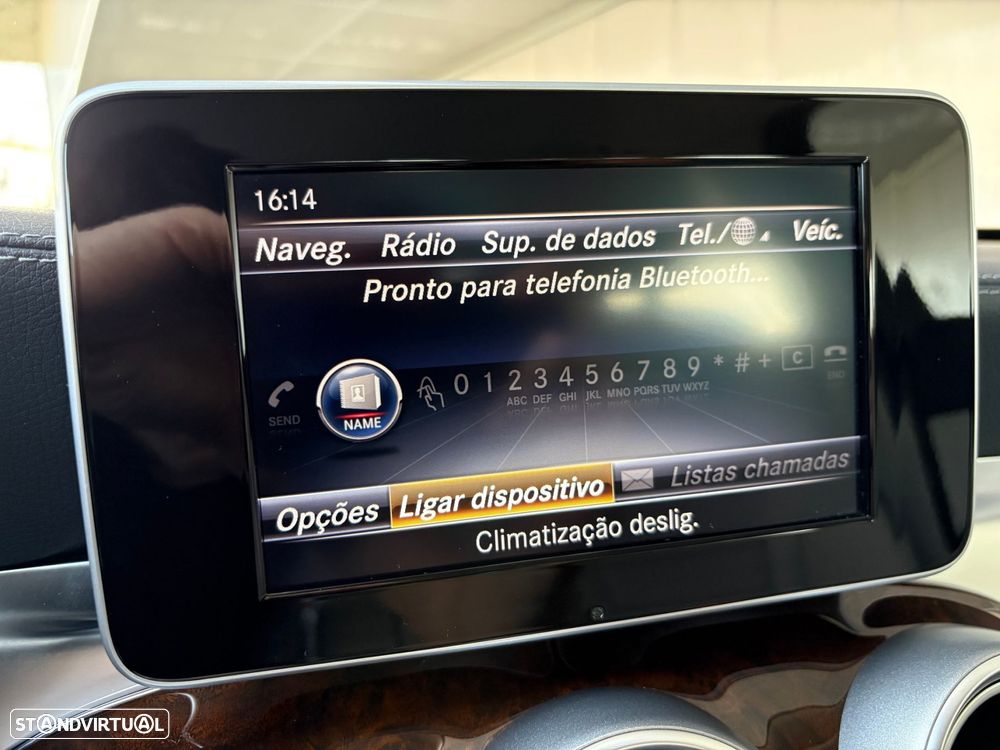 16:14
Naveg. Rádio Sup. de dados Tel./ Veíc.
Pronto para telefonia Bluetooth...
SEND NAME 0 1 2 3 4 5 6 7 8 9 * # + C END
ABC DEF GHI JKL MNO PQRS TUV WXYZ
Opções Ligar dispositivo Listas chamadas
Climatização deslig.
STANDVIRTUAL